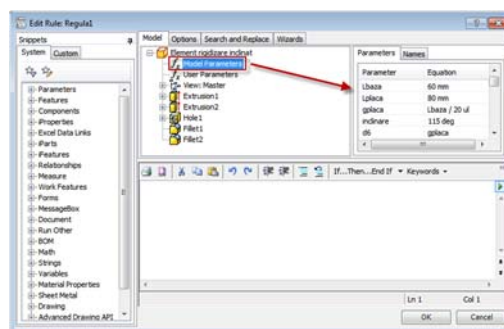 Edit Rule: Regula1
Snippets
System Custom
Parameters
Features
Components
iProperties
Excel Data Links
iParts
iFeatures
Relationships
Measure
Work Features
Forms
MessageBox
Document
Run Other
BOM
Math
Strings
Variables
Material Properties
Sheet Metal
Drawing
Advanced Drawing API
Model Options Search and Replace Wizards
Element rigidizare inclinat
Model Parameters
User Parameters
View: Master
Extrusion1
Extrusion2
Hole1
Fillet1
Fillet2
Parameters Names
Parameter Equation
Lbaza 60 mm
Lplaca 80 mm
gplaca Lbaza / 20 ul
inclinare 115 deg
d6 gplaca
If...Then...End If Keywords
Ln 1 Col 1
OK Cancel